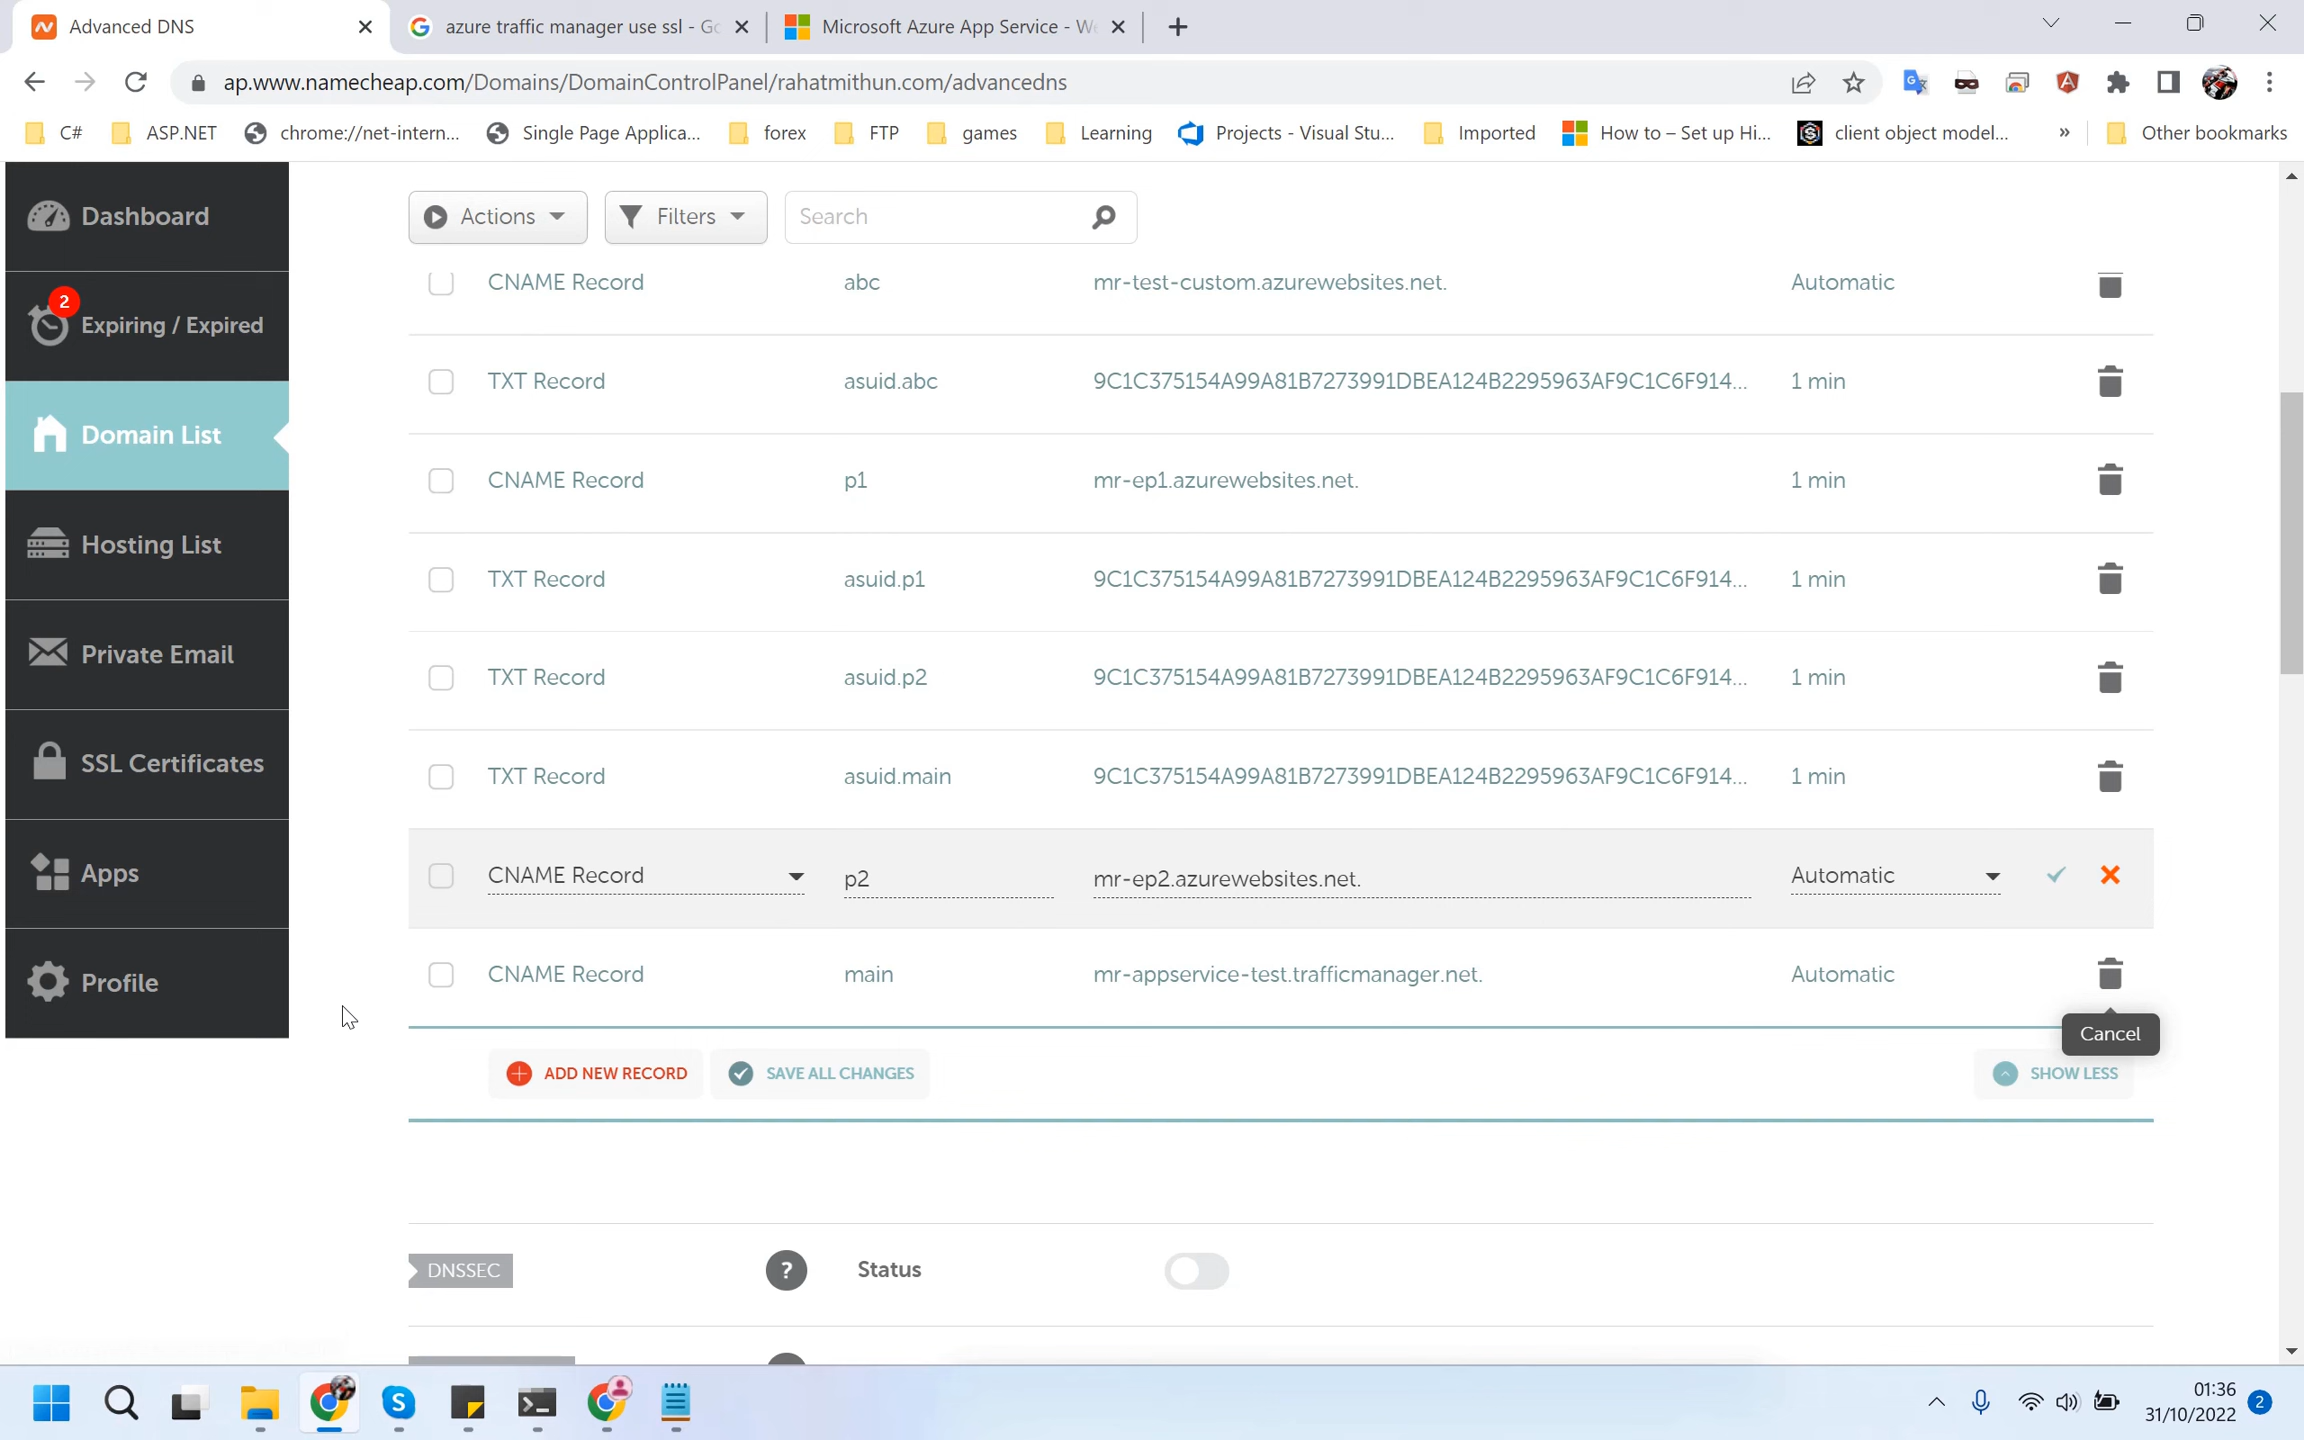 Advanced DNS
azure traffic manager use ssl - Go
Microsoft Azure App Service - We
ap.www.namecheap.com/Domains/DomainControlPanel/rahatmithun.com/advancedns
C#
ASP.NET
chrome://net-intern...
Single Page Applica...
forex
FTP
games
Learning
Projects - Visual Stu...
Imported
How to – Set up Hi...
client object model...
»
Other bookmarks
Dashboard
2
Expiring / Expired
Domain List
Hosting List
Private Email
SSL Certificates
Apps
Profile
Actions
Filters
Search
CNAME Record abc mr-test-custom.azurewebsites.net. Automatic
TXT Record asuid.abc 9C1C375154A99A81B7273991DBEA124B2295963AF9C1C6F914... 1 min
CNAME Record p1 mr-ep1.azurewebsites.net. 1 min
TXT Record asuid.p1 9C1C375154A99A81B7273991DBEA124B2295963AF9C1C6F914... 1 min
TXT Record asuid.p2 9C1C375154A99A81B7273991DBEA124B2295963AF9C1C6F914... 1 min
TXT Record asuid.main 9C1C375154A99A81B7273991DBEA124B2295963AF9C1C6F914... 1 min
CNAME Record p2 mr-ep2.azurewebsites.net. Automatic
CNAME Record main mr-appservice-test.trafficmanager.net. Automatic
Cancel
ADD NEW RECORD
SAVE ALL CHANGES
SHOW LESS
DNSSEC
?
Status
01:36
31/10/2022
2